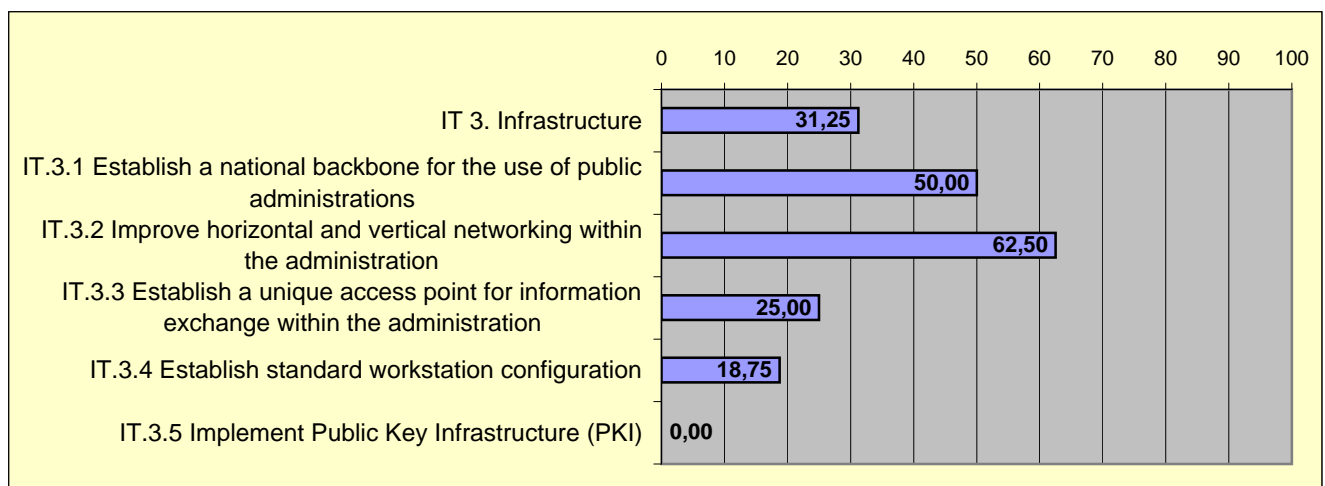 0 10 20 30 40 50 60 70 80 90 100
IT 3. Infrastructure 31,25
IT.3.1 Establish a national backbone for the use of public
administrations
50,00
IT.3.2 Improve horizontal and vertical networking within
the administration
62,50
IT.3.3 Establish a unique access point for information
exchange within the administration
25,00
IT.3.4 Establish standard workstation configuration 18,75
IT.3.5 Implement Public Key Infrastructure (PKI) 0,00